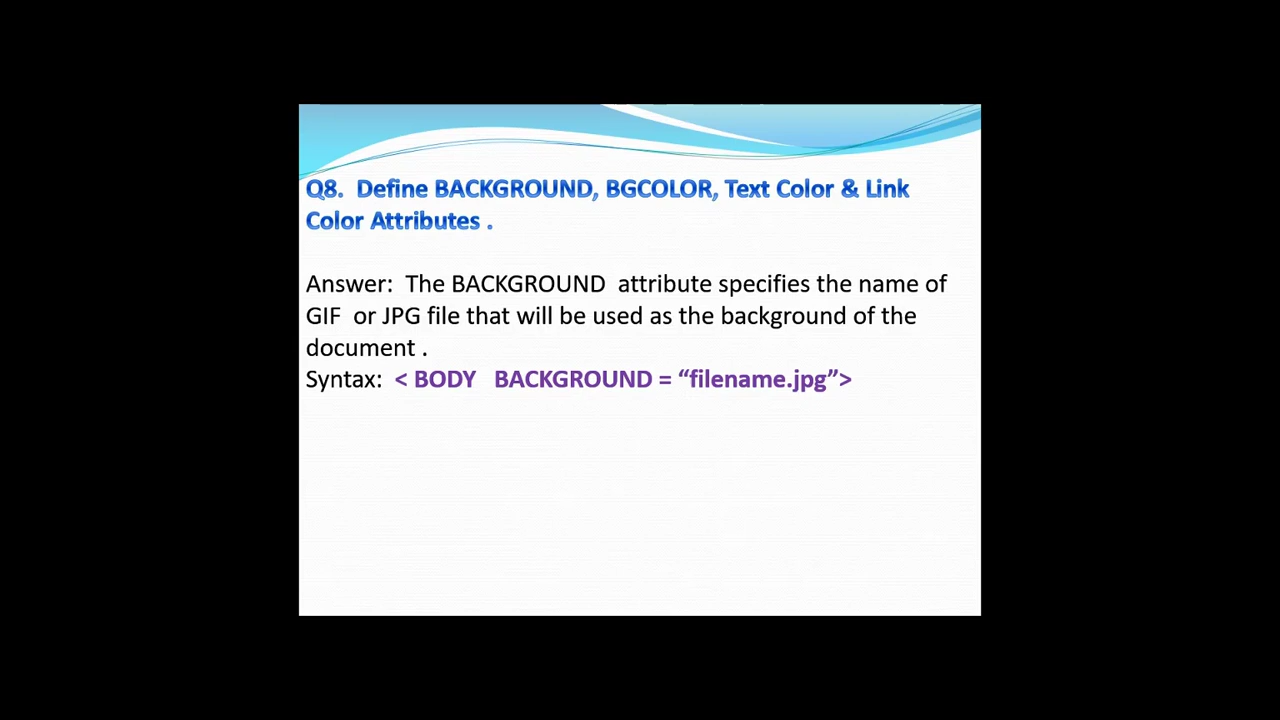 Q8.  Define BACKGROUND, BGCOLOR, Text Color & Link
Color Attributes .
Answer:  The BACKGROUND  attribute specifies the name of
GIF  or JPG file that will be used as the background of the
document .
Syntax:  < BODY   BACKGROUND = “filename.jpg”>